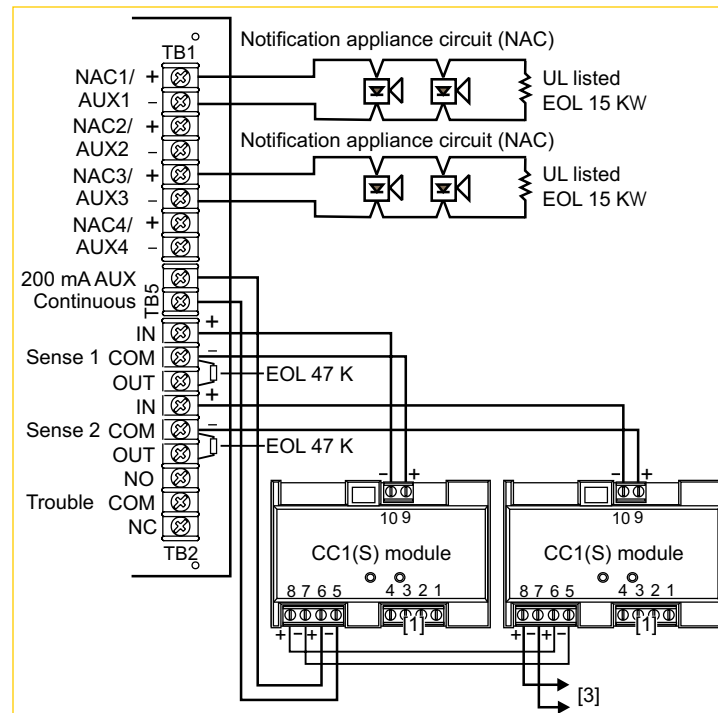 TB1
Notification appliance circuit (NAC)
NAC1/ +
AUX1 –
UL listed
EOL 15 KW
NAC2/ +
AUX2 –
Notification appliance circuit (NAC)
NAC3/ +
AUX3 –
UL listed
EOL 15 KW
NAC4/ +
AUX4 –
200 mA AUX
Continuous
TB5
IN +
Sense 1 COM –
OUT
EOL 47 K
IN +
Sense 2 COM –
OUT
EOL 47 K
NO
Trouble COM
NC
TB2
– +
10 9
CC1(S) module
8 7 6 5 4 3 2 1
[1]
+ – + –
– +
10 9
CC1(S) module
8 7 6 5 4 3 2 1
[1]
+ – + –
[3]